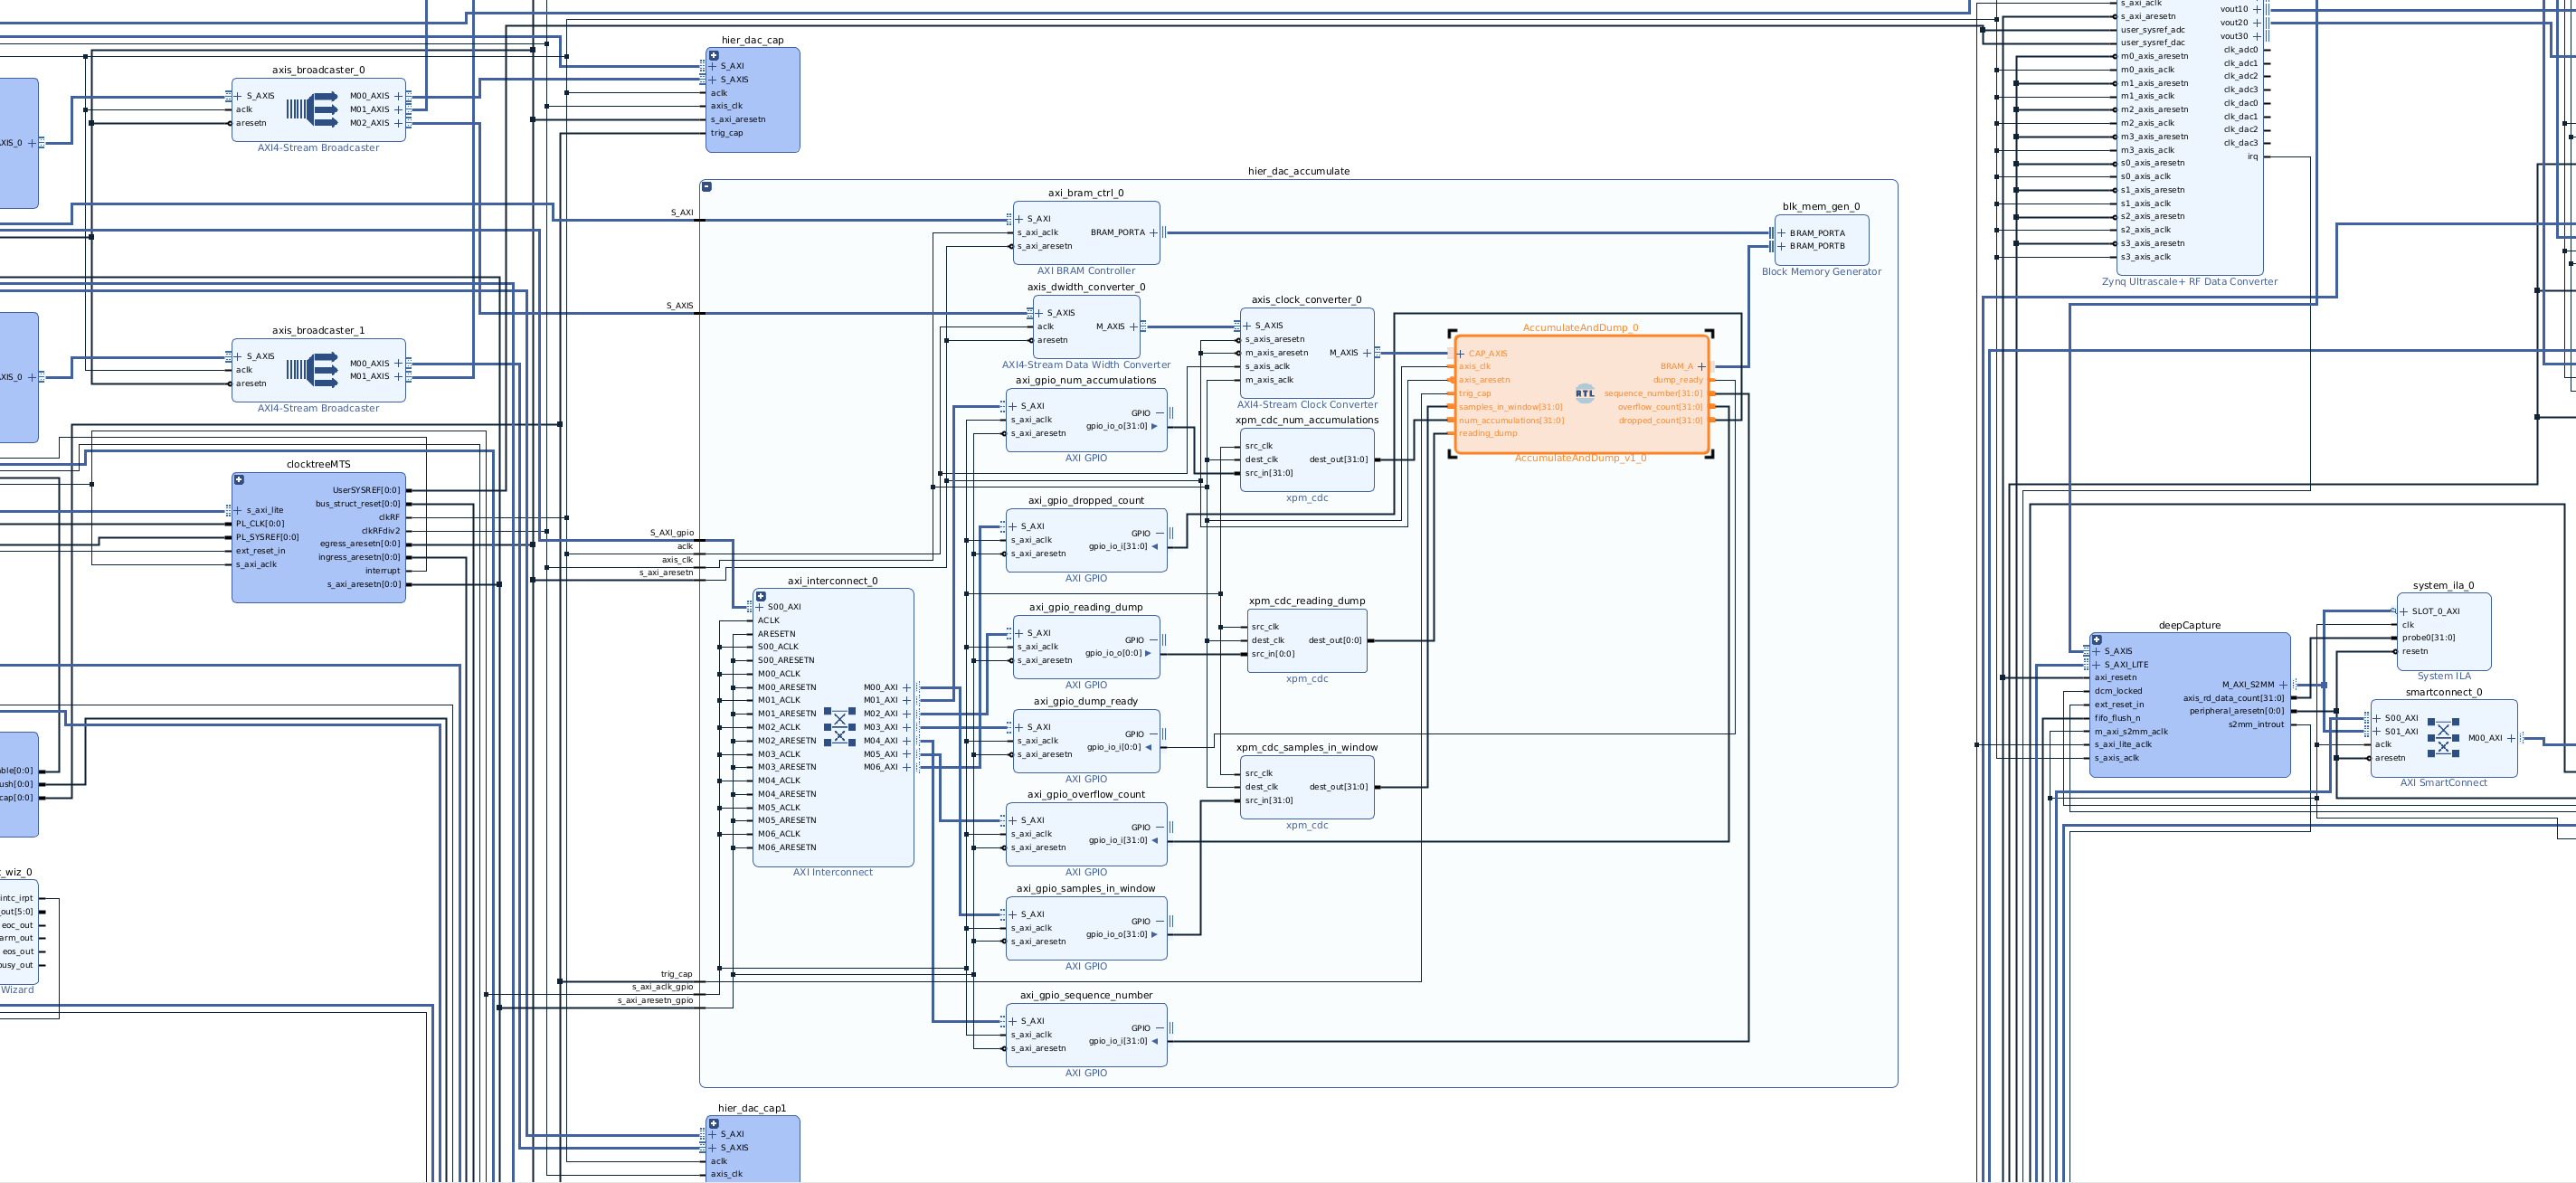 hier_dac_cap
S_AXI
S_AXIS
aclk
axis_clk
s_axi_aresetn
trig_cap
axis_broadcaster_0
S_AXIS
aclk
aresetn
M00_AXIS
M01_AXIS
M02_AXIS
AXI4-Stream Broadcaster
axis_broadcaster_1
S_AXIS
aclk
aresetn
M00_AXIS
M01_AXIS
AXI4-Stream Broadcaster
clocktreeMTS
s_axi_lite
PL_CLK[0:0]
PL_SYSREF[0:0]
ext_reset_in
s_axi_aclk
UserSYSREF[0:0]
bus_struct_reset[0:0]
clkRF
clkRFdiv2
egress_aresetn[0:0]
ingress_aresetn[0:0]
interrupt
s_axi_aresetn[0:0]
XIS_0
XIS_0
ble[0:0]
ush[0:0]
cap[0:0]
t_wiz_0
intc_irpt
_out[5:0]
eoc_out
arm_out
eos_out
busy_out
Wizard
hier_dac_accumulate
S_AXI
S_AXIS
S_AXI_gpio
aclk
axis_clk
s_axi_aresetn
trig_cap
s_axi_aclk_gpio
s_axi_aresetn_gpio
axi_bram_ctrl_0
S_AXI
s_axi_aclk
s_axi_aresetn
BRAM_PORTA
AXI BRAM Controller
blk_mem_gen_0
BRAM_PORTA
BRAM_PORTB
Block Memory Generator
axis_dwidth_converter_0
S_AXIS
aclk
aresetn
M_AXIS
AXI4-Stream Data Width Converter
axis_clock_converter_0
S_AXIS
s_axis_aresetn
m_axis_aresetn
s_axis_aclk
m_axis_aclk
M_AXIS
AXI4-Stream Clock Converter
AccumulateAndDump_0
CAP_AXIS
axis_clk
axis_aresetn
trig_cap
samples_in_window[31:0]
num_accumulations[31:0]
reading_dump
RTL
BRAM_A
dump_ready
sequence_number[31:0]
overflow_count[31:0]
dropped_count[31:0]
AccumulateAndDump_v1_0
axi_gpio_num_accumulations
S_AXI
s_axi_aclk
s_axi_aresetn
GPIO
gpio_io_o[31:0]
AXI GPIO
xpm_cdc_num_accumulations
src_clk
dest_clk
src_in[31:0]
dest_out[31:0]
xpm_cdc
axi_gpio_dropped_count
S_AXI
s_axi_aclk
s_axi_aresetn
GPIO
gpio_io_i[31:0]
AXI GPIO
axi_interconnect_0
S00_AXI
ACLK
ARESETN
S00_ACLK
S00_ARESETN
M00_ACLK
M00_ARESETN
M01_ACLK
M01_ARESETN
M02_ACLK
M02_ARESETN
M03_ACLK
M03_ARESETN
M04_ACLK
M04_ARESETN
M05_ACLK
M05_ARESETN
M06_ACLK
M06_ARESETN
M00_AXI
M01_AXI
M02_AXI
M03_AXI
M04_AXI
M05_AXI
M06_AXI
AXI Interconnect
axi_gpio_reading_dump
S_AXI
s_axi_aclk
s_axi_aresetn
GPIO
gpio_io_o[0:0]
AXI GPIO
xpm_cdc_reading_dump
src_clk
dest_clk
src_in[0:0]
dest_out[0:0]
xpm_cdc
axi_gpio_dump_ready
S_AXI
s_axi_aclk
s_axi_aresetn
GPIO
gpio_io_i[0:0]
AXI GPIO
xpm_cdc_samples_in_window
src_clk
dest_clk
src_in[31:0]
dest_out[31:0]
xpm_cdc
axi_gpio_overflow_count
S_AXI
s_axi_aclk
s_axi_aresetn
GPIO
gpio_io_i[31:0]
AXI GPIO
axi_gpio_samples_in_window
S_AXI
s_axi_aclk
s_axi_aresetn
GPIO
gpio_io_o[31:0]
AXI GPIO
axi_gpio_sequence_number
S_AXI
s_axi_aclk
s_axi_aresetn
GPIO
gpio_io_i[31:0]
AXI GPIO
hier_dac_cap1
S_AXI
S_AXIS
aclk
axis_clk
s_axi_aclk
s_axi_aresetn
user_sysref_adc
user_sysref_dac
m0_axis_aresetn
m0_axis_aclk
m1_axis_aresetn
m1_axis_aclk
m2_axis_aresetn
m2_axis_aclk
m3_axis_aresetn
m3_axis_aclk
s0_axis_aresetn
s0_axis_aclk
s1_axis_aresetn
s1_axis_aclk
s2_axis_aresetn
s2_axis_aclk
s3_axis_aresetn
s3_axis_aclk
vout10
vout20
vout30
clk_adc0
clk_adc1
clk_adc2
clk_adc3
clk_dac0
clk_dac1
clk_dac2
clk_dac3
irq
Zynq Ultrascale+ RF Data Converter
deepCapture
S_AXIS
S_AXI_LITE
axi_resetn
dcm_locked
ext_reset_in
fifo_flush_n
m_axi_s2mm_aclk
s_axi_lite_aclk
s_axis_aclk
M_AXI_S2MM
axis_rd_data_count[31:0]
peripheral_aresetn[0:0]
s2mm_introut
system_ila_0
SLOT_0_AXI
clk
probe0[31:0]
resetn
System ILA
smartconnect_0
S00_AXI
S01_AXI
aclk
aresetn
M00_AXI
AXI SmartConnect